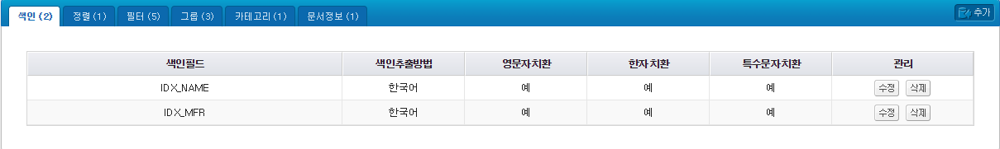 색인 (2) 정렬 (1) 필터 (5) 그룹 (3) 카테고리 (1) 문서정보 (1) 추가
색인필드 색인추출방법 영문자치환 한자치환 특수문자치환 관리
IDX_NAME 한국어 예 예 예 수정 삭제
IDX_MFR 한국어 예 예 예 수정 삭제